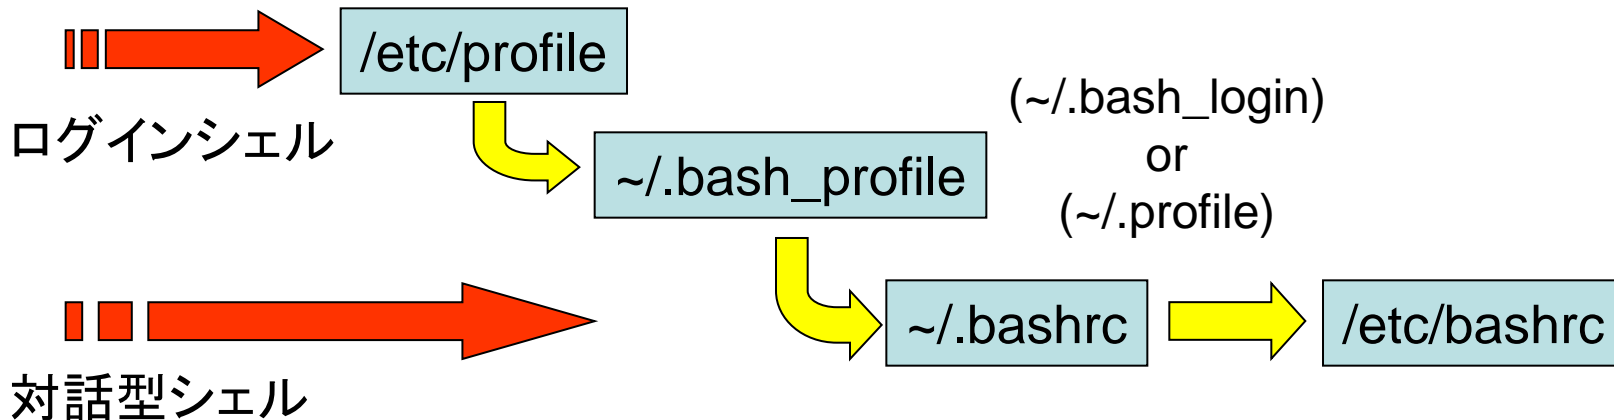 /etc/profile
ログインシェル
~/.bash_profile
(~/.bash_login)
or
(~/.profile)
~/.bashrc
/etc/bashrc
対話型シェル